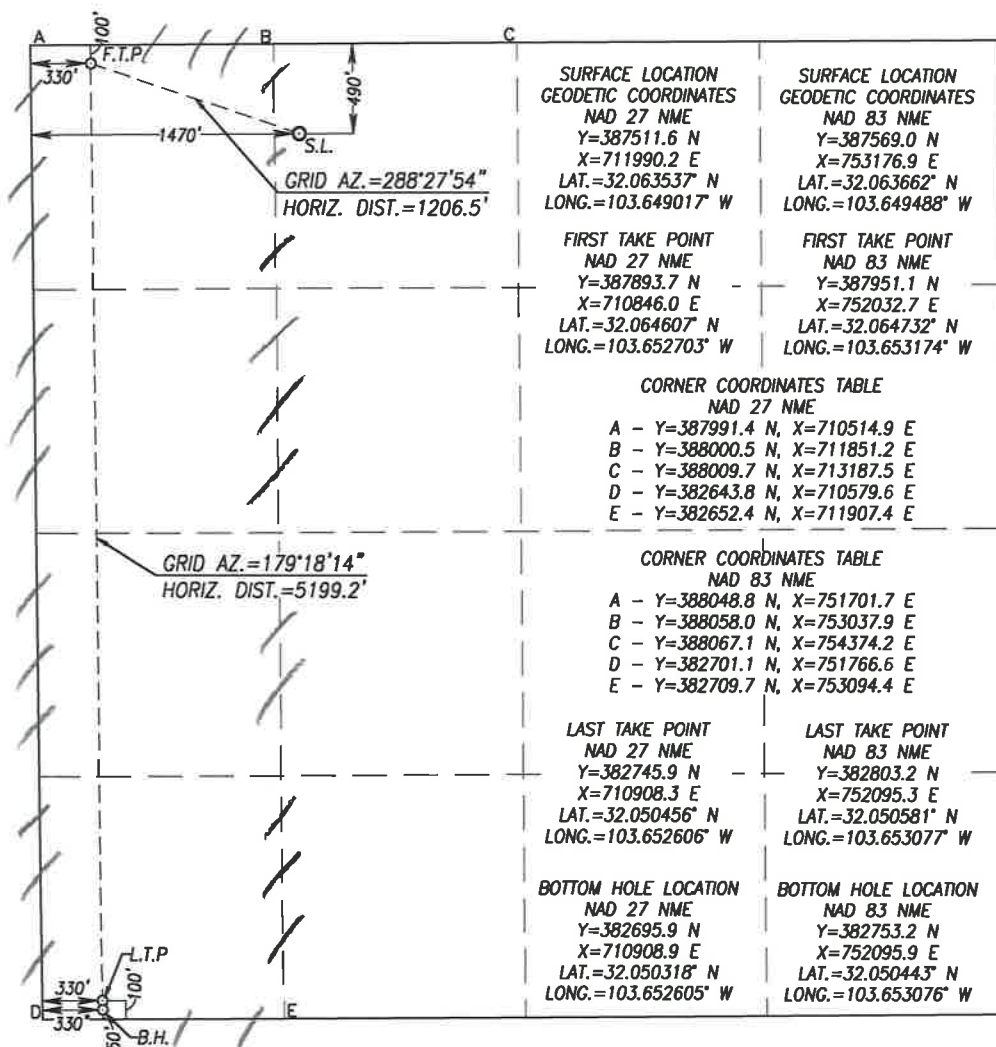 A
B
C
100'
F.T.P
330'
490'
1470'
S.L.
GRID AZ.=288°27'54"
HORIZ. DIST.=1206.5'
SURFACE LOCATION
GEODETIC COORDINATES
NAD 27 NME
Y=387511.6 N
X=711990.2 E
LAT.=32.063537° N
LONG.=103.649017° W
SURFACE LOCATION
GEODETIC COORDINATES
NAD 83 NME
Y=387569.0 N
X=753176.9 E
LAT.=32.063662° N
LONG.=103.649488° W
FIRST TAKE POINT
NAD 27 NME
Y=387893.7 N
X=710846.0 E
LAT.=32.064607° N
LONG.=103.652703° W
FIRST TAKE POINT
NAD 83 NME
Y=387951.1 N
X=752032.7 E
LAT.=32.064732° N
LONG.=103.653174° W
CORNER COORDINATES TABLE
NAD 27 NME
A - Y=387991.4 N, X=710514.9 E
B - Y=388000.5 N, X=711851.2 E
C - Y=388009.7 N, X=713187.5 E
D - Y=382643.8 N, X=710579.6 E
E - Y=382652.4 N, X=711907.4 E
GRID AZ.=179°18'14"
HORIZ. DIST.=5199.2'
CORNER COORDINATES TABLE
NAD 83 NME
A - Y=388048.8 N, X=751701.7 E
B - Y=388058.0 N, X=753037.9 E
C - Y=388067.1 N, X=754374.2 E
D - Y=382701.1 N, X=751766.6 E
E - Y=382709.7 N, X=753094.4 E
LAST TAKE POINT
NAD 27 NME
Y=382745.9 N
X=710908.3 E
LAT.=32.050456° N
LONG.=103.652606° W
LAST TAKE POINT
NAD 83 NME
Y=382803.2 N
X=752095.3 E
LAT.=32.050581° N
LONG.=103.653077° W
BOTTOM HOLE LOCATION
NAD 27 NME
Y=382695.9 N
X=710908.9 E
LAT.=32.050318° N
LONG.=103.652605° W
BOTTOM HOLE LOCATION
NAD 83 NME
Y=382753.2 N
X=752095.9 E
LAT.=32.050443° N
LONG.=103.653076° W
L.T.P
330'
100'
D
330'
E
B.H.